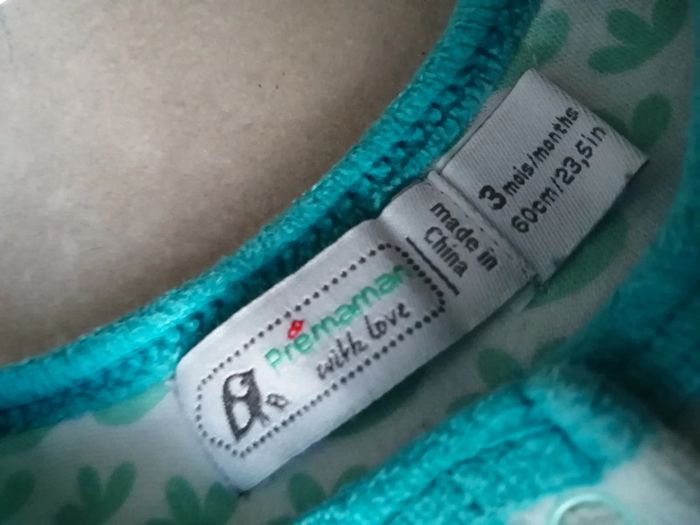 Prémaman
with love
made in
China
3 mois/months
60cm/23,5in